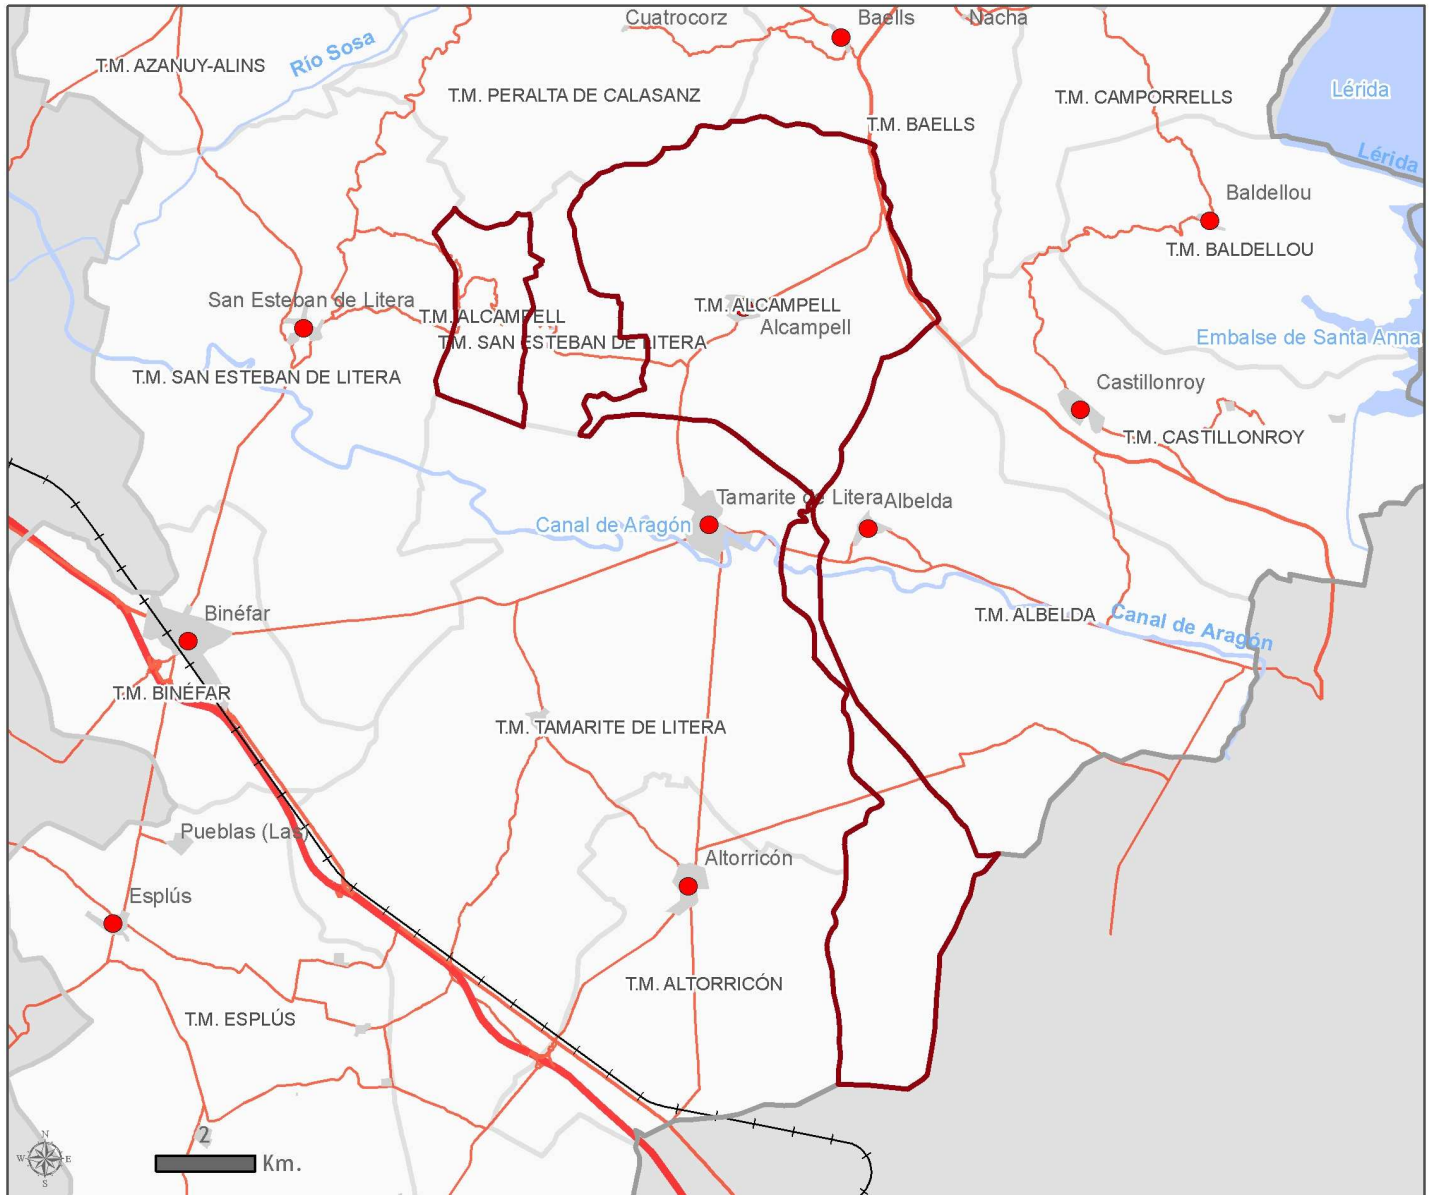 Cuatrocorz
Baells
Nacha
Río Sosa
T.M. AZANUY-ALINS
T.M. PERALTA DE CALASANZ
T.M. CAMPORRELLS
Lérida
T.M. BAELLS
Lérida
Baldellou
T.M. BALDELLOU
San Esteban de Litera
T.M. ALCAMPELL
T.M. ALCAMPELL
Alcampell
T.M. SAN ESTEBAN DE LITERA
Embalse de Santa Anna
T.M. SAN ESTEBAN DE LITERA
Castillonroy
T.M. CASTILLONROY
Tamarite de Litera
Albelda
Canal de Aragón
Binéfar
T.M. ALBELDA
Canal de Aragón
T.M. BINÉFAR
T.M. TAMARITE DE LITERA
Pueblas (Las)
Altorricón
Esplús
T.M. ALTORRICÓN
T.M. ESPLÚS
2
Km.
N
W
E
S